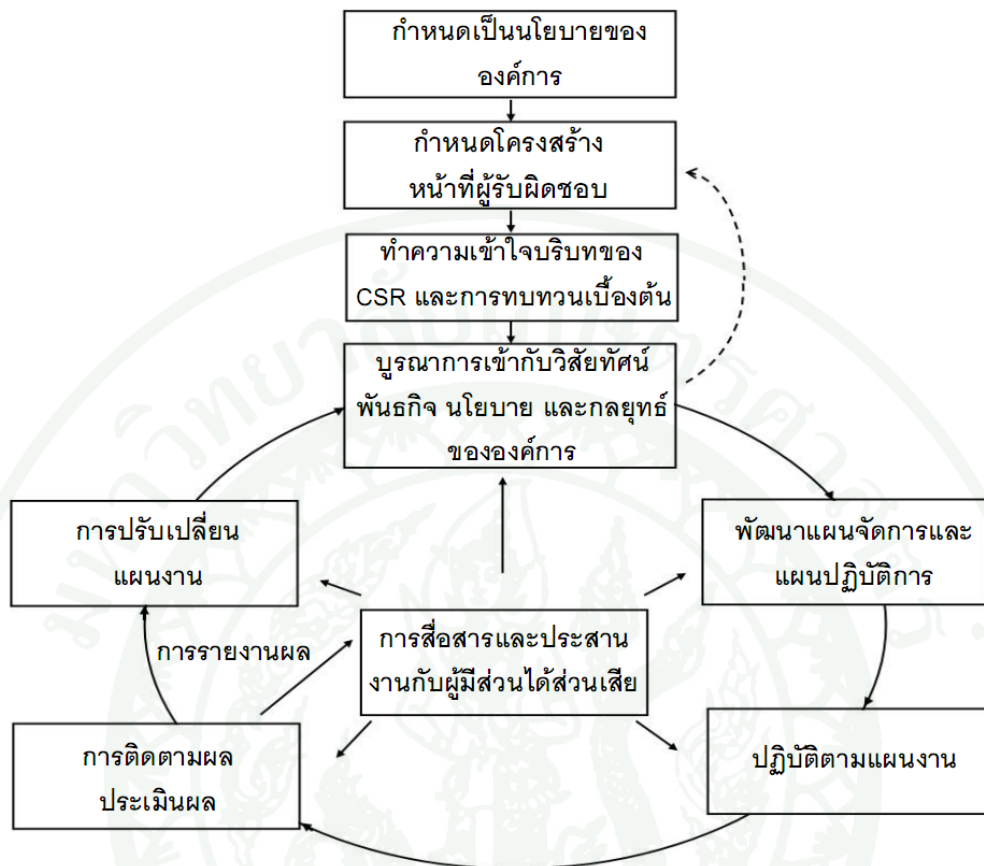 กำหนดเป็นนโยบายของ
องค์การ
กำหนดโครงสร้าง
หน้าที่ผู้รับผิดชอบ
ทำความเข้าใจบริบทของ
CSR และการทบทวนเบื้องต้น
บูรณาการเข้ากับวิสัยทัศน์
พันธกิจ นโยบาย และกลยุทธ์
ขององค์การ
การปรับเปลี่ยน
แผนงาน
พัฒนาแผนจัดการและ
แผนปฏิบัติการ
การรายงานผล
การสื่อสารและประสาน
งานกับผู้มีส่วนได้ส่วนเสีย
การติดตามผล
ประเมินผล
ปฏิบัติตามแผนงาน